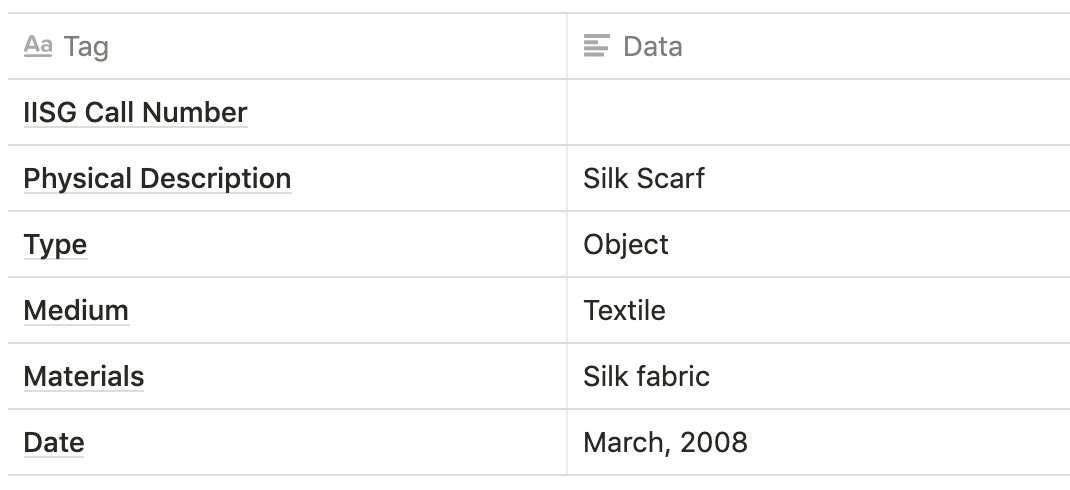 Aa Tag Data
IISG Call Number
Physical Description Silk Scarf
Type Object
Medium Textile
Materials Silk fabric
Date March, 2008